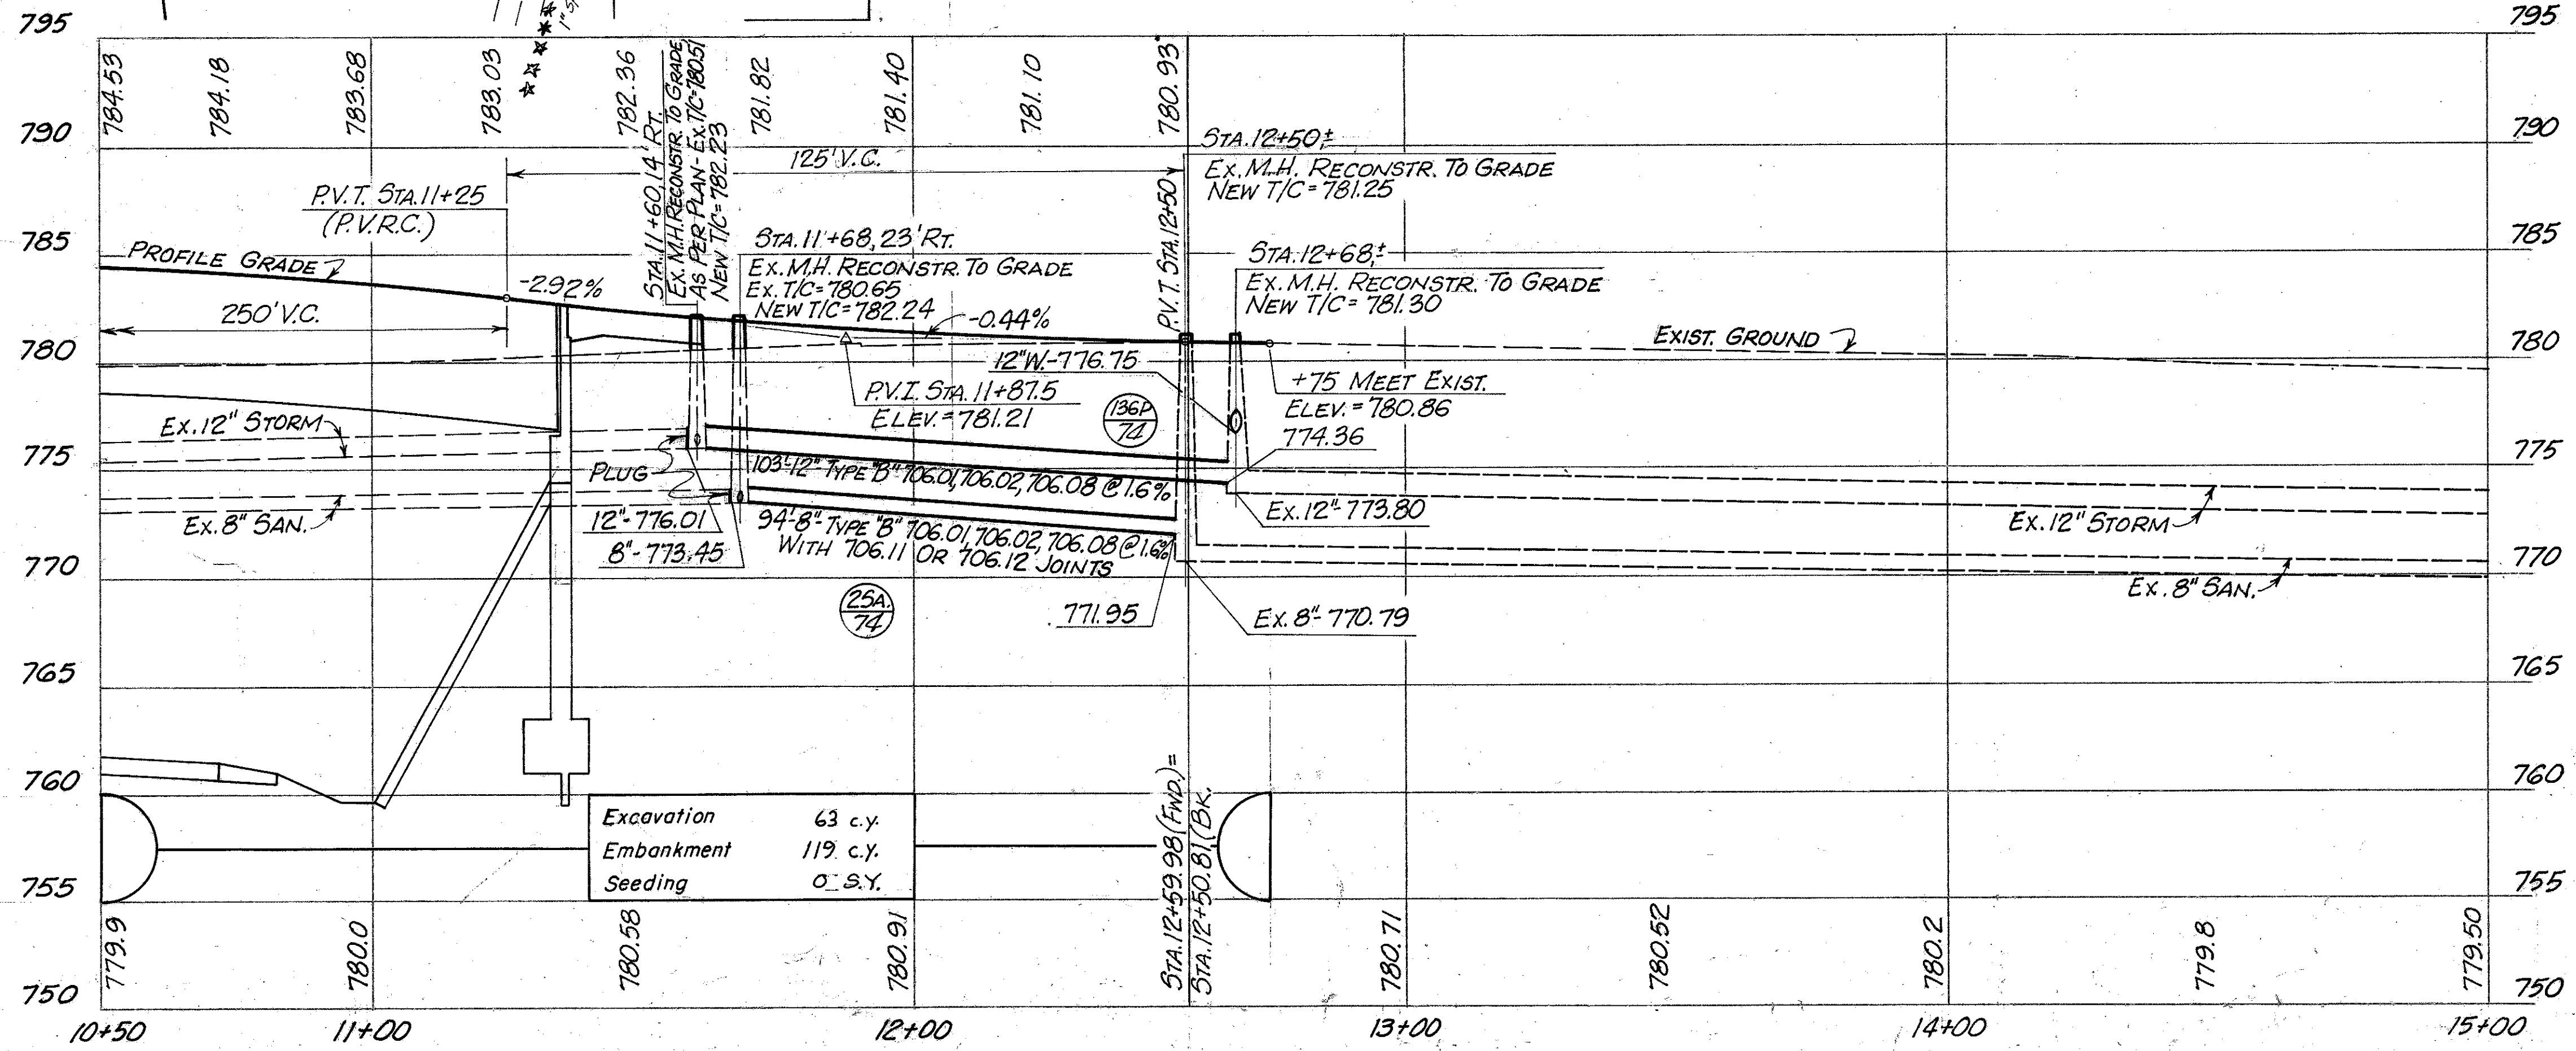 795
795
1" S
784.53
784.18
783.68
783.03
782.36
781.82
781.40
781.10
780.93
STA. 11+60, 14' RT.
EX. M.H. RECONSTR. TO GRADE,
AS PER PLAN - EX. T/C=780.51
NEW T/C=782.23
790
790
125' V.C.
STA. 12+50±
EX. M.H. RECONSTR. TO GRADE
NEW T/C = 781.25
P.V.T. STA. 11+25
(P.V.R.C.)
P.V.T. STA. 12+50
785
785
PROFILE GRADE
STA. 11+68, 23' RT.
EX. M.H. RECONSTR. TO GRADE
EX. T/C=780.65
NEW T/C=782.24
STA. 12+68,±
EX. M.H. RECONSTR. TO GRADE
NEW T/C = 781.30
-2.92%
250' V.C.
-0.44%
780
780
EXIST. GROUND
12"W.-776.75
P.V.I. STA. 11+87.5
ELEV.=781.21
+75 MEET EXIST.
ELEV. = 780.86
136P
74
774.36
EX. 12" STORM
775
775
PLUG
103'-12" TYPE "B" 706.01, 706.02, 706.08 @ 1.6%
EX. 8" SAN.
12"-776.01
8"-773.45
94'-8"-TYPE "B" 706.01, 706.02, 706.08 @ 1.6%
WITH 706.11 OR 706.12 JOINTS
EX. 12"-773.80
EX. 12" STORM
770
770
25A.
74
771.95
EX. 8"-770.79
EX. 8" SAN.
765
765
760
760
Excavation 63 c.y.
Embankment 119 c.y.
Seeding 0 S.Y.
STA. 12+59.98 (FWD.) =
STA. 12+50.81 (BK.
755
755
779.9
780.0
780.58
780.91
780.71
780.52
780.2
779.8
779.50
750
750
10+50
11+00
12+00
13+00
14+00
15+00